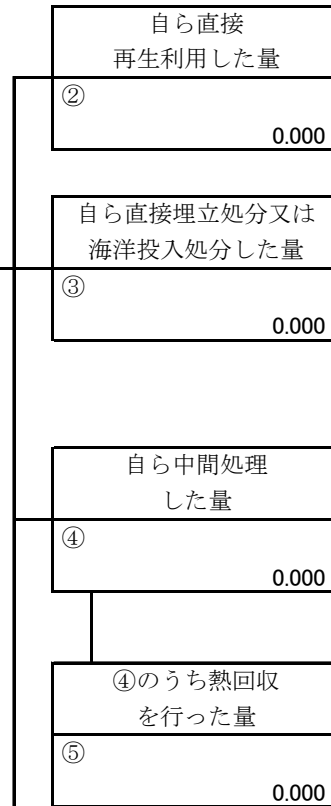 自ら直接
再生利用した量
②
0.000
自ら直接埋立処分又は
海洋投入処分した量
③
0.000
自ら中間処理
した量
④
0.000
④のうち熱回収
を行った量
⑤
0.000